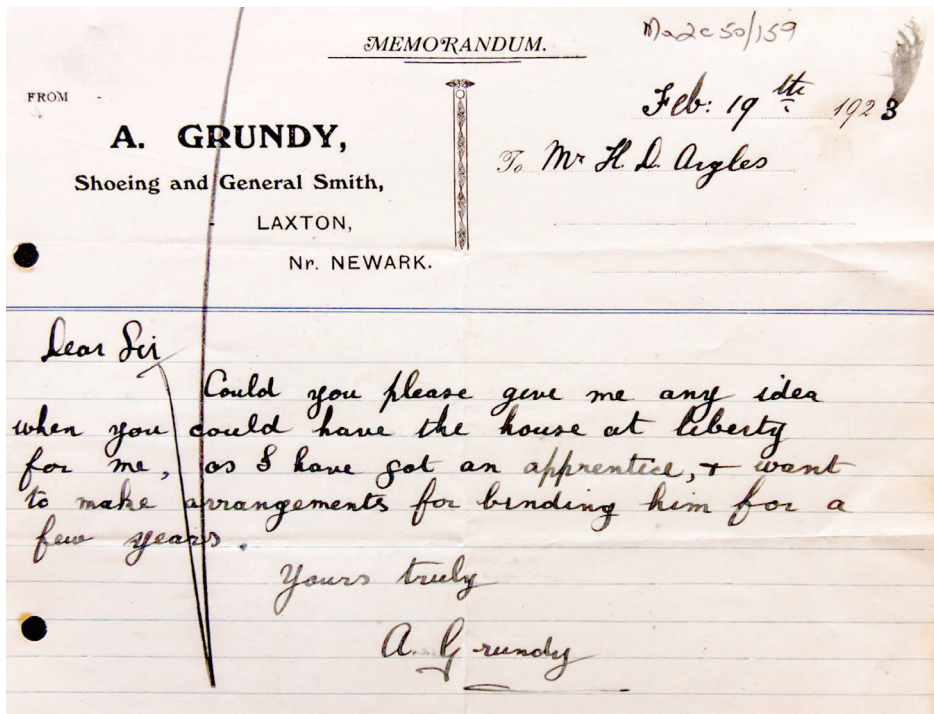 MEMORANDUM.
Ma2c50/159
FROM
Feb: 19th 1923
A. GRUNDY,
To Mr H. D. Argles
Shoeing and General Smith,
LAXTON,
Nr. NEWARK.
Dear Sir
Could you please give me any idea
when you could have the house at liberty
for me, as I have got an apprentice, + want
to make arrangements for binding him for a
few years.
Yours truly
A. Grundy